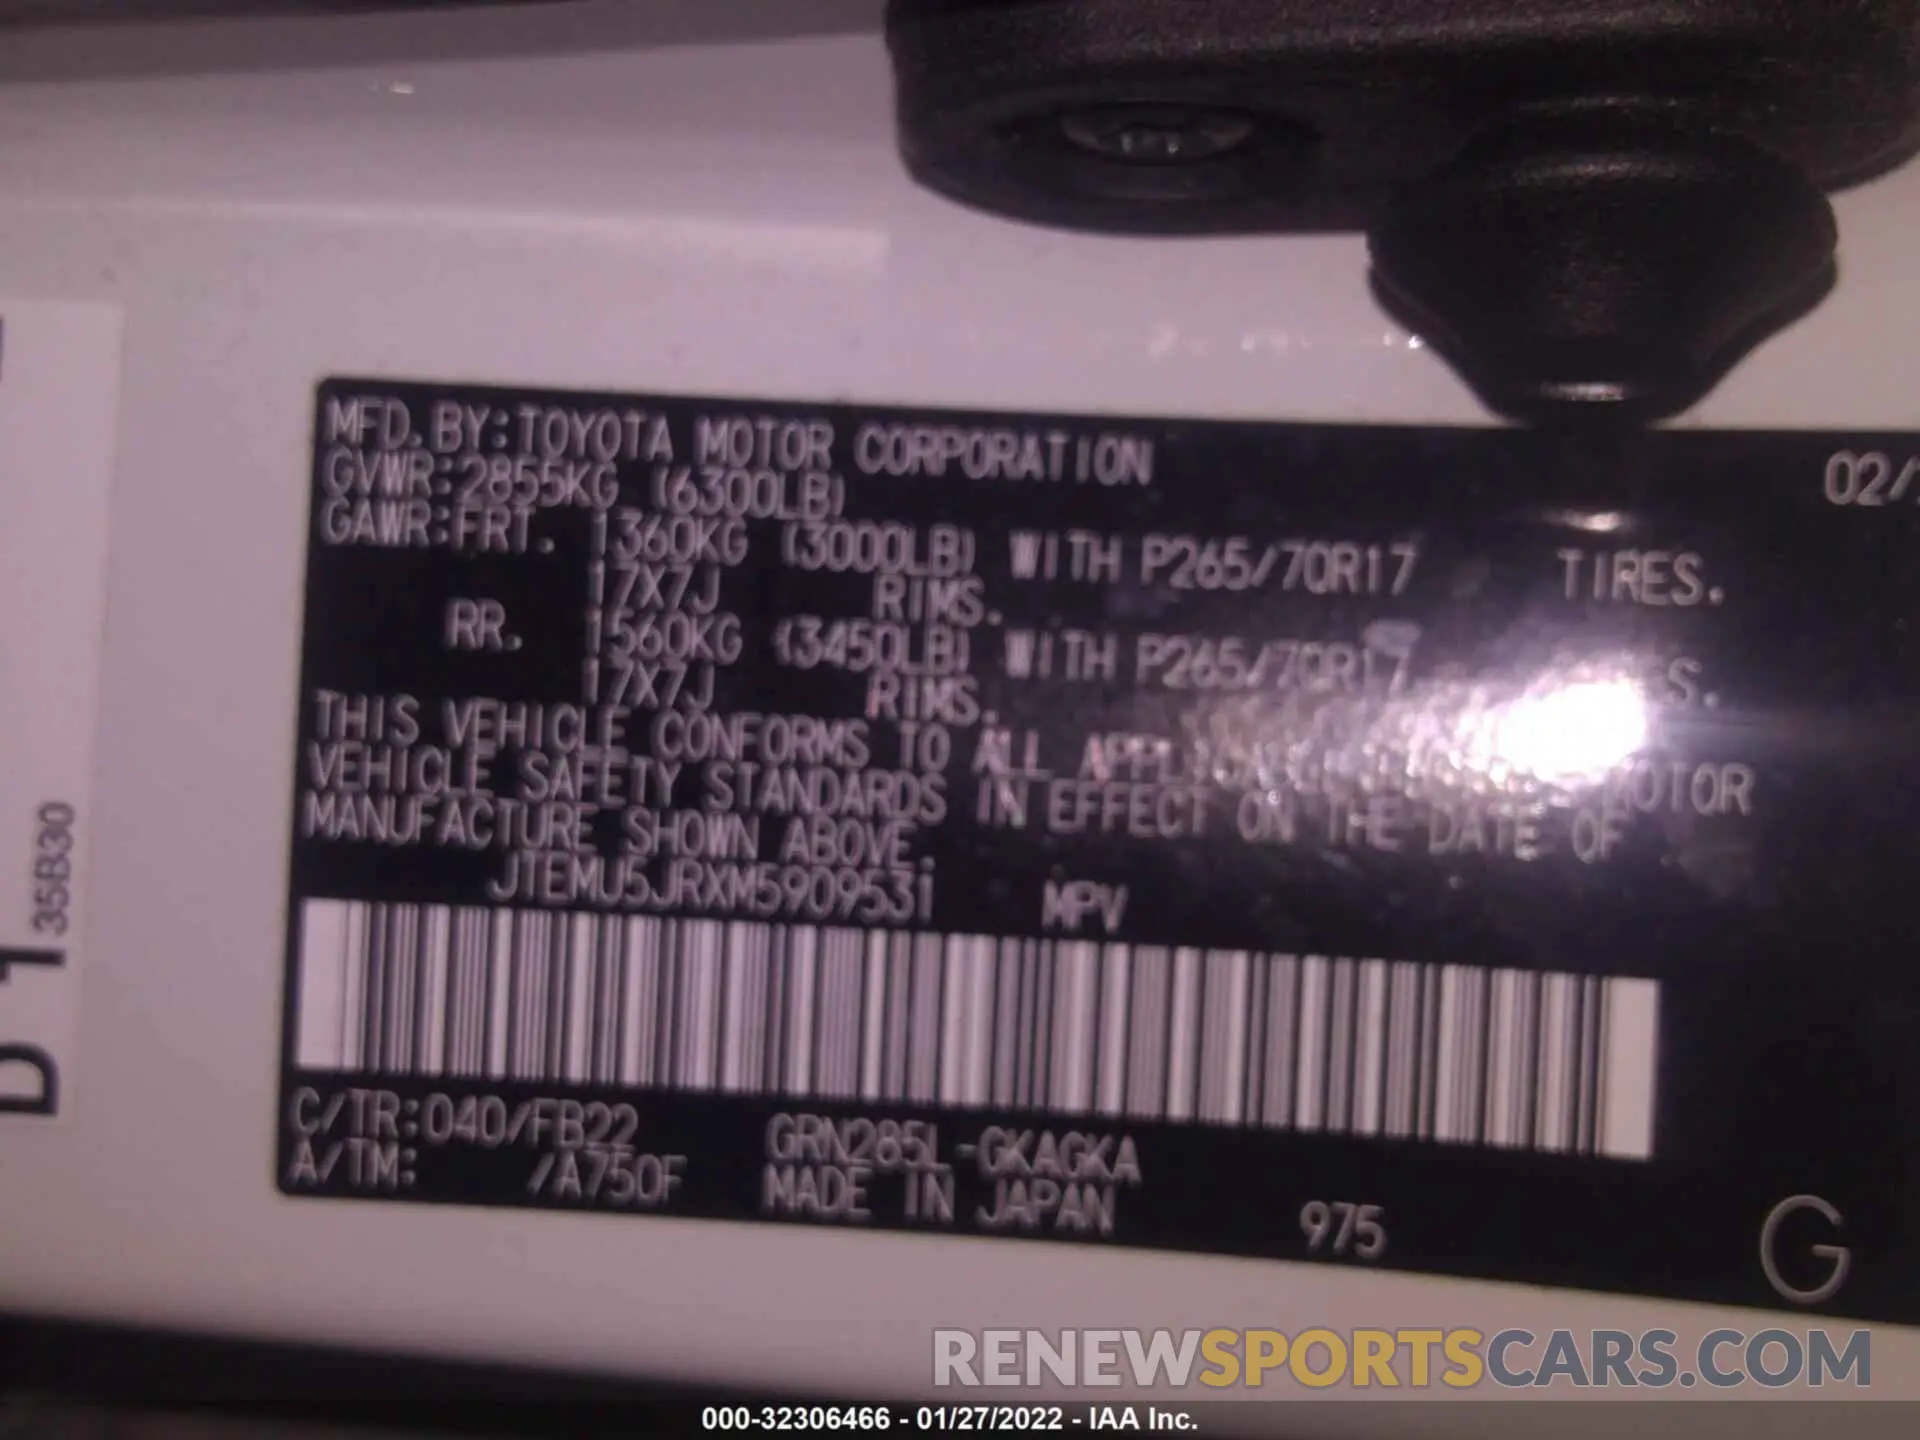 MFD.BY:TOYOTA MOTOR CORPORATION 02/
GVWR:2855KG (6300LB)
GAWR:FRT. 1360KG (3000LB) WITH P265/70R17 TIRES.
17X7J RIMS.
RR. 1560KG (3450LB) WITH P265/70R17
17X7J RIMS.
THIS VEHICLE CONFORMS TO ALL MOTOR
VEHICLE SAFETY STANDARDS IN EFFECT ON THE DATE OF
MANUFACTURE SHOWN ABOVE.
JTEMU5JRXM5909531 MPV
C/TR:040/FB22 GRN285L-GKAGKA
A/TM: /A750F MADE IN JAPAN 975
G
D1
35B30
RENEWSPORTSCARS.COM
000-32306466 - 01/27/2022 - IAA Inc.